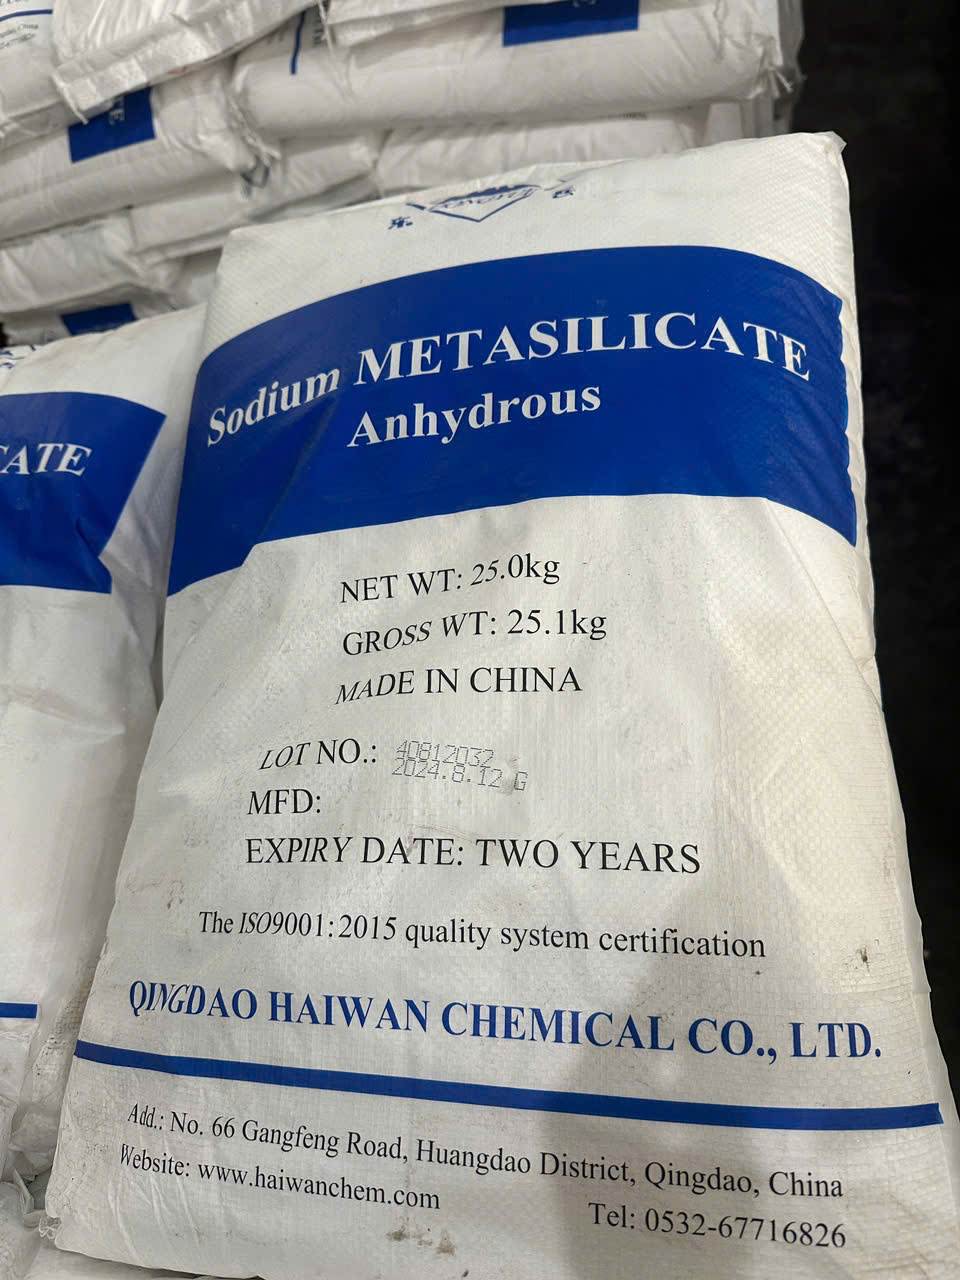 Sodium METASILICATE
Anhydrous
CATE
NET WT: 25.0kg
GROSS WT: 25.1kg
MADE IN CHINA
LOT NO.: 40812032
2024.8.12 G
MFD:
EXPIRY DATE: TWO YEARS
The ISO9001:2015 quality system certification
QINGDAO HAIWAN CHEMICAL CO., LTD.
Add.: No. 66 Gangfeng Road, Huangdao District, Qingdao, China
Website: www.haiwanchem.com
Tel: 0532-67716826